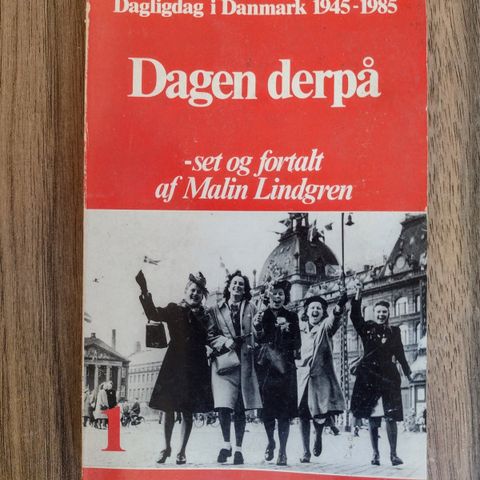 Dagligdag i Danmark 1945-1985
Dagen derpå
-set og fortalt
af Malin Lindgren
1